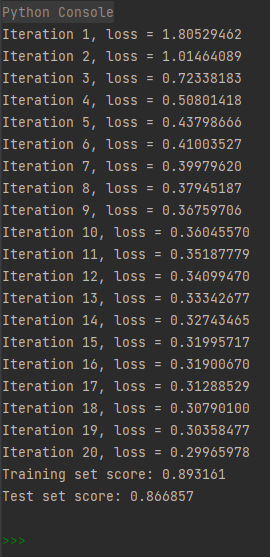 Python Console
Iteration 1, loss = 1.80529462
Iteration 2, loss = 1.01464089
Iteration 3, loss = 0.72338183
Iteration 4, loss = 0.50801418
Iteration 5, loss = 0.43798666
Iteration 6, loss = 0.41003527
Iteration 7, loss = 0.39979620
Iteration 8, loss = 0.37945187
Iteration 9, loss = 0.36759706
Iteration 10, loss = 0.36045570
Iteration 11, loss = 0.35187779
Iteration 12, loss = 0.34099470
Iteration 13, loss = 0.33342677
Iteration 14, loss = 0.32743465
Iteration 15, loss = 0.31995717
Iteration 16, loss = 0.31900670
Iteration 17, loss = 0.31288529
Iteration 18, loss = 0.30790100
Iteration 19, loss = 0.30358477
Iteration 20, loss = 0.29965978
Training set score: 0.893161
Test set score: 0.866857
>>>